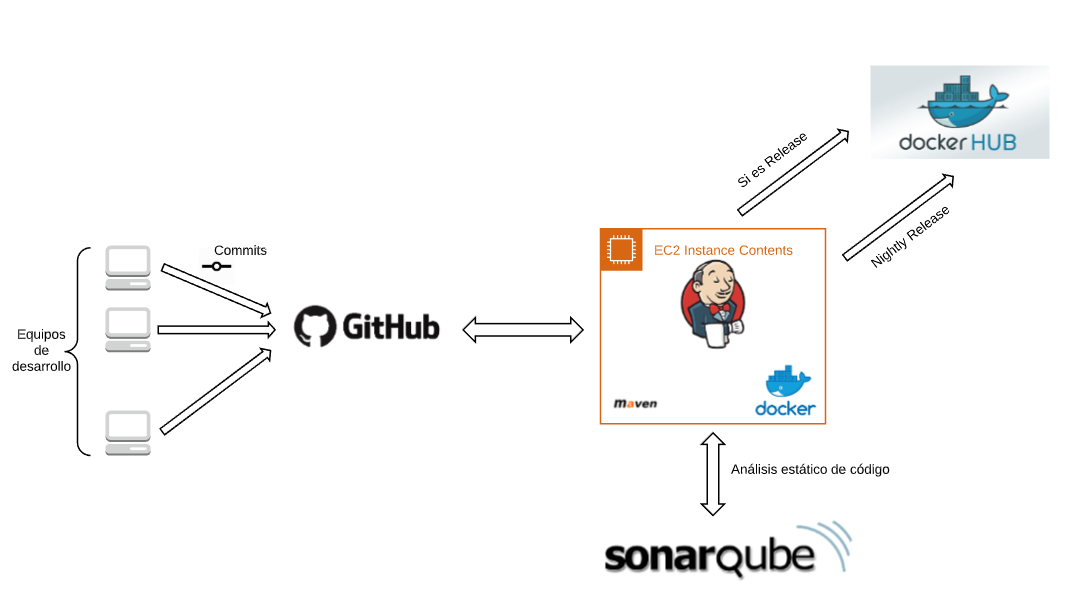 docker HUB
Si es Release
Nightly Release
Commits
EC2 Instance Contents
Equipos
de
desarrollo
GitHub
maven
docker
Análisis estático de código
sonarqube